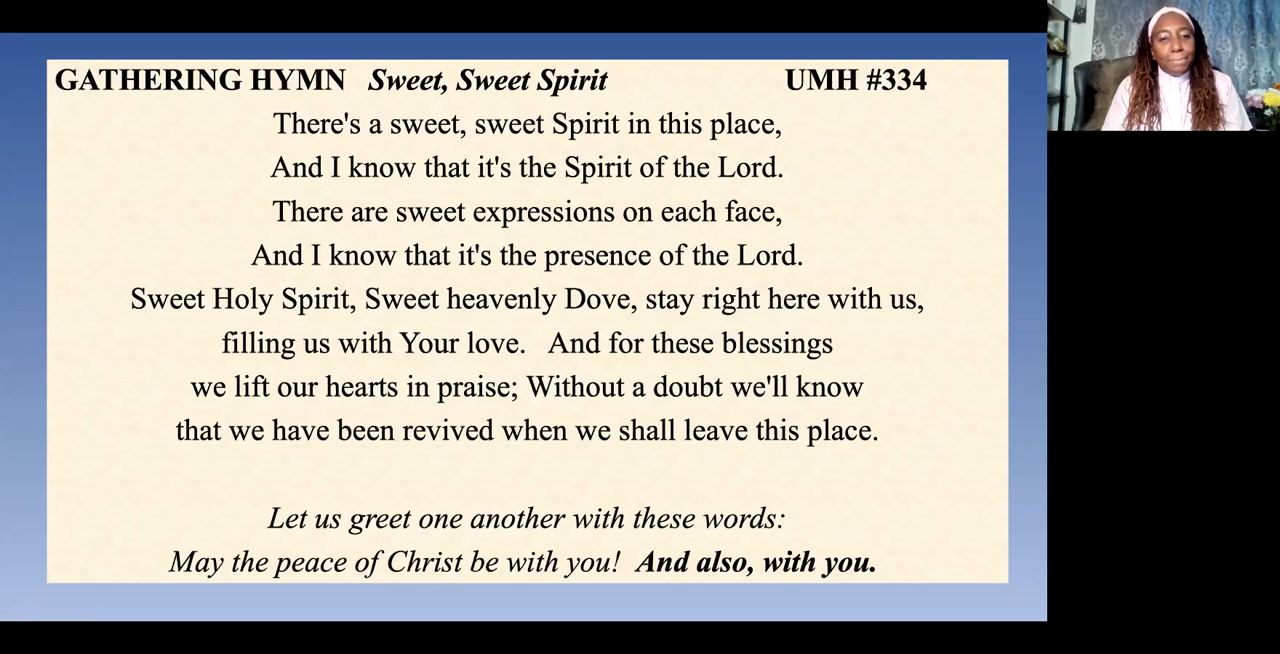 GATHERING HYMN Sweet, Sweet Spirit UMH #334
There's a sweet, sweet Spirit in this place,
And I know that it's the Spirit of the Lord.
There are sweet expressions on each face,
And I know that it's the presence of the Lord.
Sweet Holy Spirit, Sweet heavenly Dove, stay right here with us,
filling us with Your love. And for these blessings
we lift our hearts in praise; Without a doubt we'll know
that we have been revived when we shall leave this place.
Let us greet one another with these words:
May the peace of Christ be with you! And also, with you.